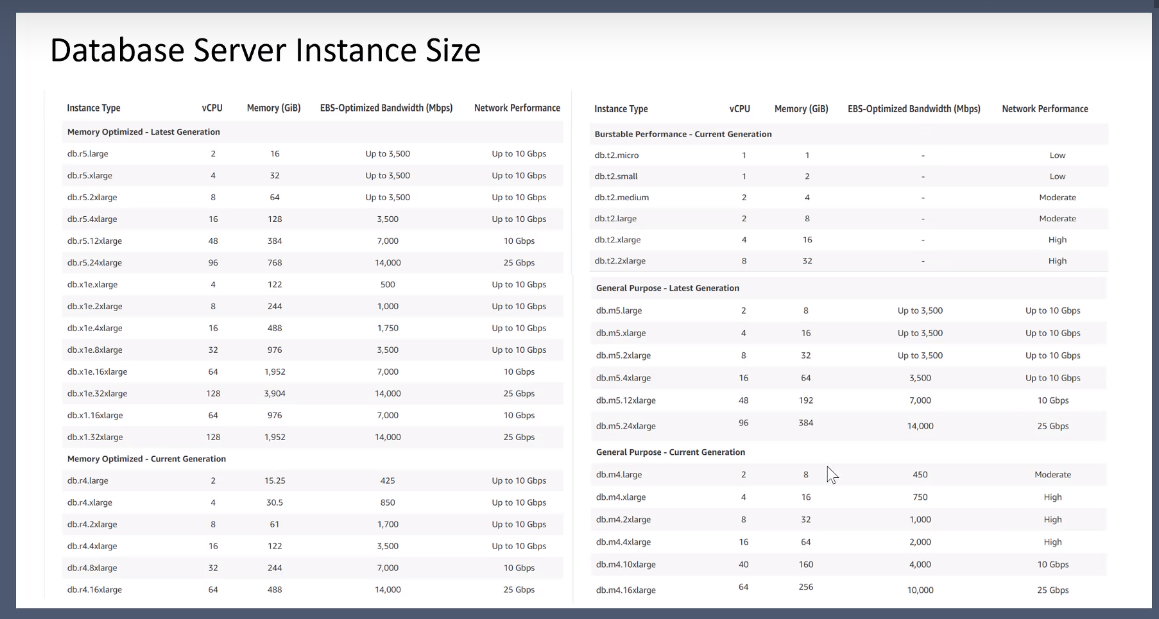 Database Server Instance Size
Instance Type vCPU Memory (GiB) EBS-Optimized Bandwidth (Mbps) Network Performance
Memory Optimized - Latest Generation
db.r5.large 2 16 Up to 3,500 Up to 10 Gbps
db.r5.xlarge 4 32 Up to 3,500 Up to 10 Gbps
db.r5.2xlarge 8 64 Up to 3,500 Up to 10 Gbps
db.r5.4xlarge 16 128 3,500 Up to 10 Gbps
db.r5.12xlarge 48 384 7,000 10 Gbps
db.r5.24xlarge 96 768 14,000 25 Gbps
db.x1e.xlarge 4 122 500 Up to 10 Gbps
db.x1e.2xlarge 8 244 1,000 Up to 10 Gbps
db.x1e.4xlarge 16 488 1,750 Up to 10 Gbps
db.x1e.8xlarge 32 976 3,500 Up to 10 Gbps
db.x1e.16xlarge 64 1,952 7,000 10 Gbps
db.x1e.32xlarge 128 3,904 14,000 25 Gbps
db.x1.16xlarge 64 976 7,000 10 Gbps
db.x1.32xlarge 128 1,952 14,000 25 Gbps
Memory Optimized - Current Generation
db.r4.large 2 15.25 425 Up to 10 Gbps
db.r4.xlarge 4 30.5 850 Up to 10 Gbps
db.r4.2xlarge 8 61 1,700 Up to 10 Gbps
db.r4.4xlarge 16 122 3,500 Up to 10 Gbps
db.r4.8xlarge 32 244 7,000 10 Gbps
db.r4.16xlarge 64 488 14,000 25 Gbps
Instance Type vCPU Memory (GiB) EBS-Optimized Bandwidth (Mbps) Network Performance
Burstable Performance - Current Generation
db.t2.micro 1 1 - Low
db.t2.small 1 2 - Low
db.t2.medium 2 4 - Moderate
db.t2.large 2 8 - Moderate
db.t2.xlarge 4 16 - High
db.t2.2xlarge 8 32 - High
General Purpose - Latest Generation
db.m5.large 2 8 Up to 3,500 Up to 10 Gbps
db.m5.xlarge 4 16 Up to 3,500 Up to 10 Gbps
db.m5.2xlarge 8 32 Up to 3,500 Up to 10 Gbps
db.m5.4xlarge 16 64 3,500 Up to 10 Gbps
db.m5.12xlarge 48 192 7,000 10 Gbps
db.m5.24xlarge 96 384 14,000 25 Gbps
General Purpose - Current Generation
db.m4.large 2 8 450 Moderate
db.m4.xlarge 4 16 750 High
db.m4.2xlarge 8 32 1,000 High
db.m4.4xlarge 16 64 2,000 High
db.m4.10xlarge 40 160 4,000 10 Gbps
db.m4.16xlarge 64 256 10,000 25 Gbps